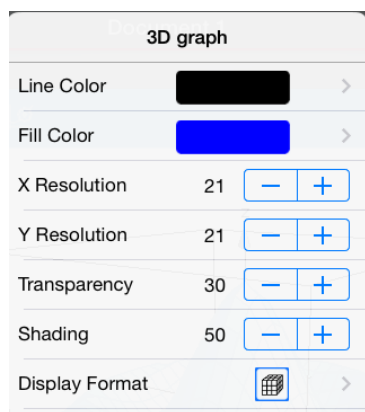 3D graph
Line Color
Fill Color
X Resolution 21 − +
Y Resolution 21 − +
Transparency 30 − +
Shading 50 − +
Display Format